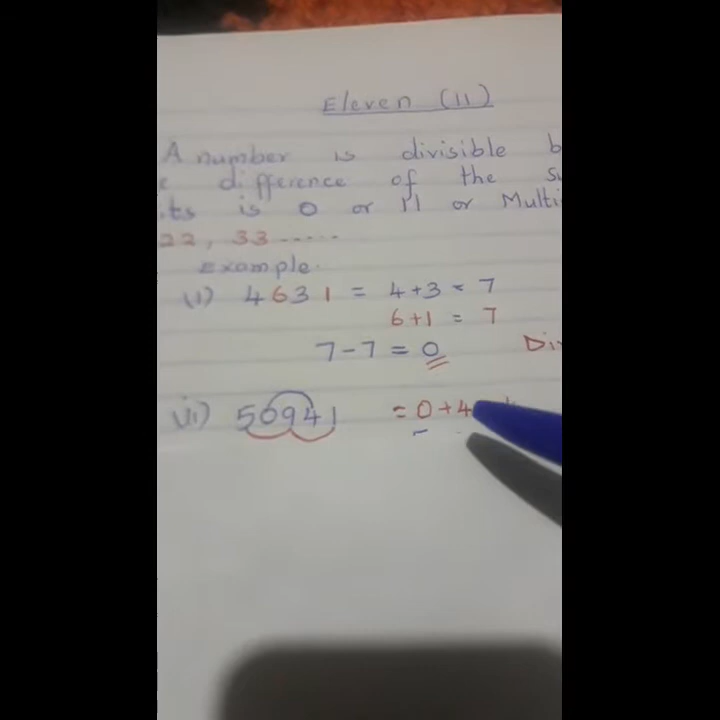 Eleven (11)
A number is divisible
difference of the
is 0 or 11 or Multi
22, 33.....
Example.
(i) 4631 = 4+3 = 7
6+1 = 7
7-7 = 0
(ii) 50941 = 0+4